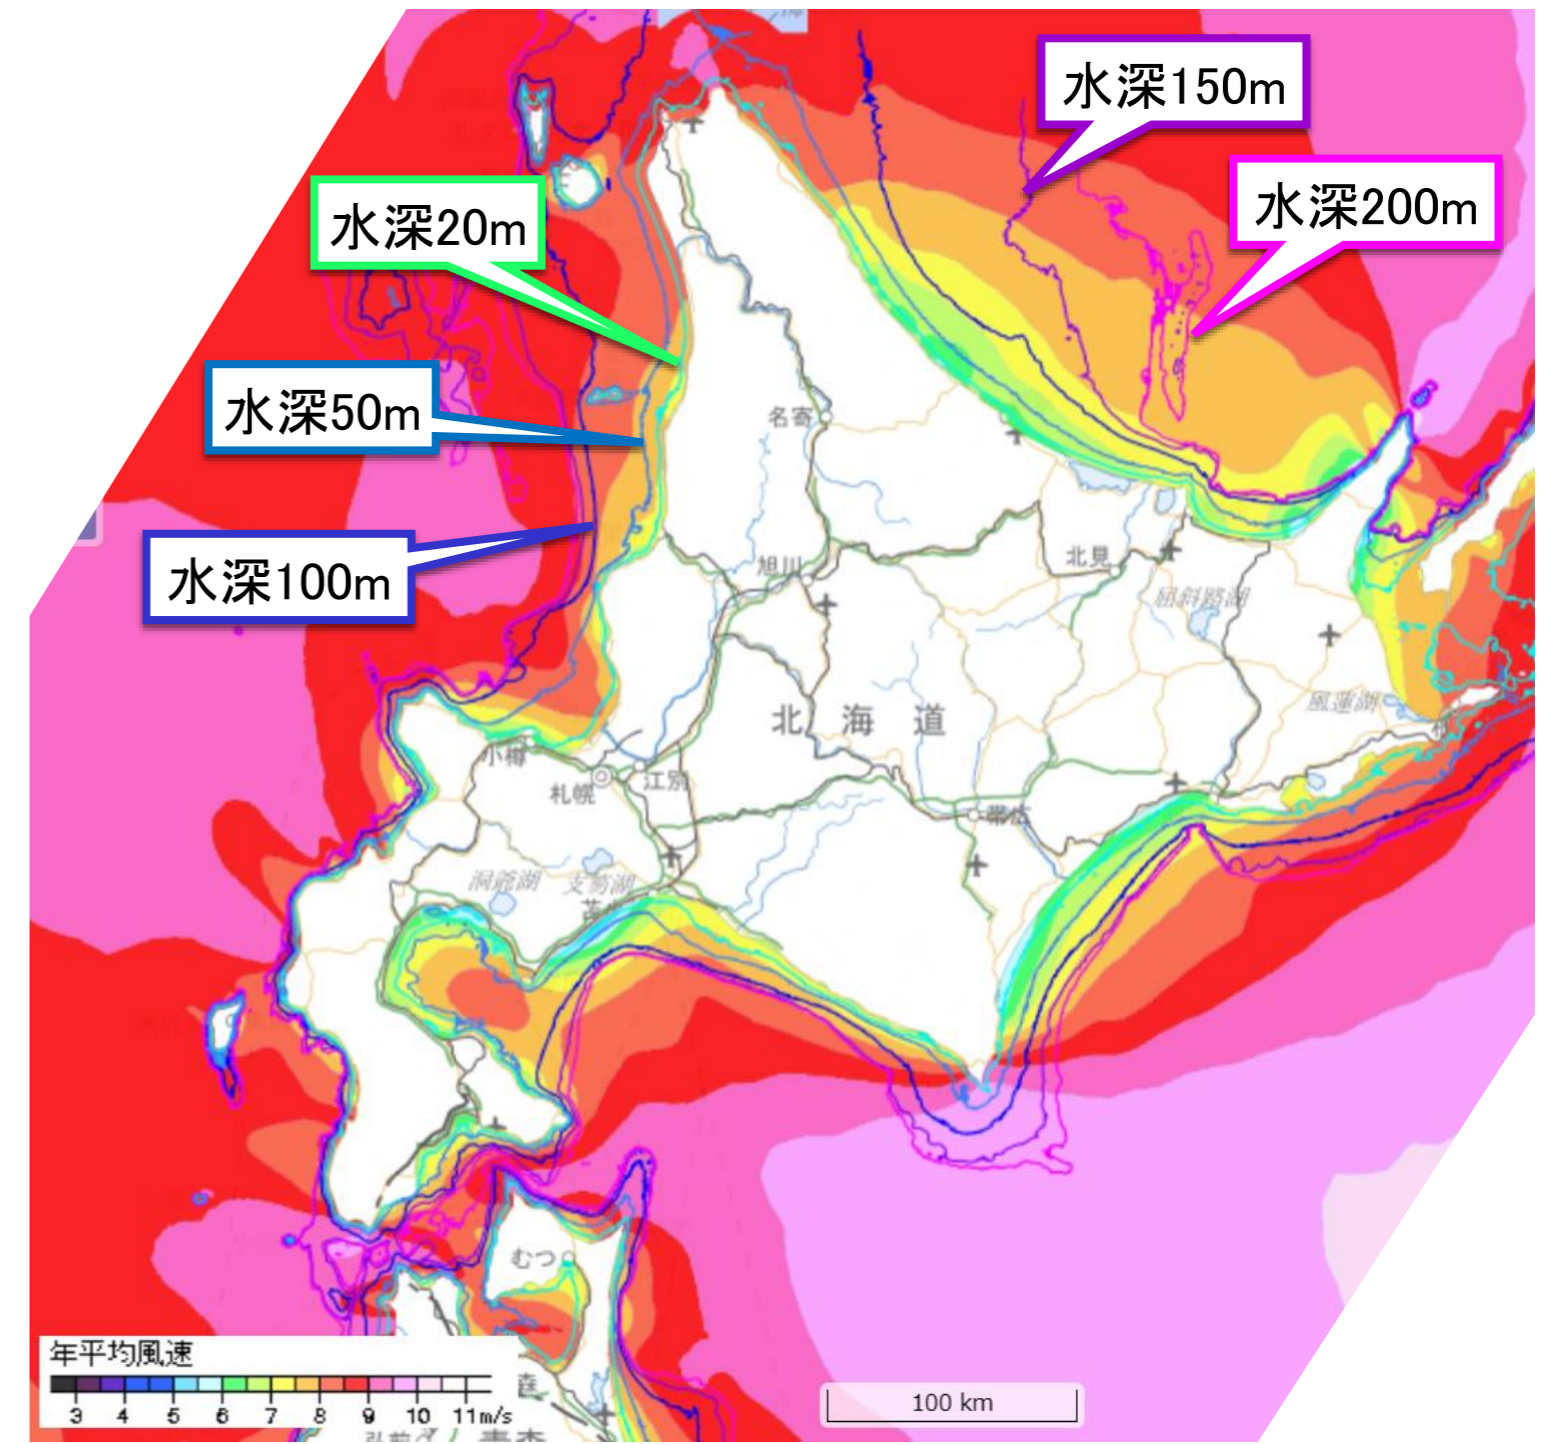 水深150m
水深200m
水深20m
水深50m
水深100m
名寄
旭川
北見
屈斜路湖
風蓮湖
北海道
小樽
札幌
江別
帯広
洞爺湖
支笏湖
むつ
年平均風速
3 4 5 6 7 8 9 10 11m/s
100 km